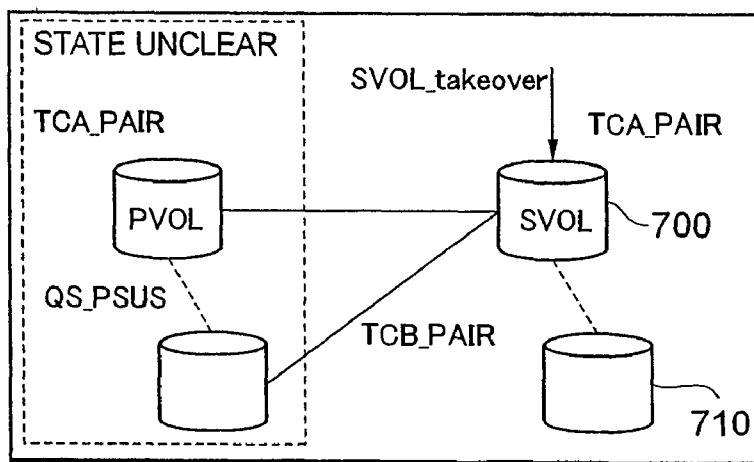 STATE UNCLEAR
SVOL_takeover
TCA_PAIR
TCA_PAIR
PVOL
SVOL
700
QS_PSUS
TCB_PAIR
710